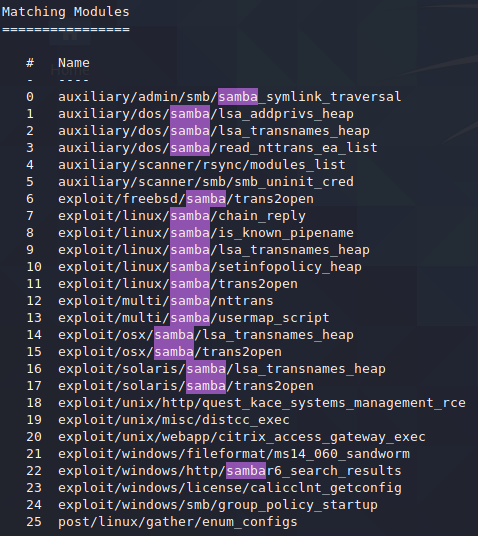 Matching Modules
================
#   Name
-   ----
0   auxiliary/admin/smb/samba_symlink_traversal
1   auxiliary/dos/samba/lsa_addprivs_heap
2   auxiliary/dos/samba/lsa_transnames_heap
3   auxiliary/dos/samba/read_nttrans_ea_list
4   auxiliary/scanner/rsync/modules_list
5   auxiliary/scanner/smb/smb_uninit_cred
6   exploit/freebsd/samba/trans2open
7   exploit/linux/samba/chain_reply
8   exploit/linux/samba/is_known_pipename
9   exploit/linux/samba/lsa_transnames_heap
10  exploit/linux/samba/setinfopolicy_heap
11  exploit/linux/samba/trans2open
12  exploit/multi/samba/nttrans
13  exploit/multi/samba/usermap_script
14  exploit/osx/samba/lsa_transnames_heap
15  exploit/osx/samba/trans2open
16  exploit/solaris/samba/lsa_transnames_heap
17  exploit/solaris/samba/trans2open
18  exploit/unix/http/quest_kace_systems_management_rce
19  exploit/unix/misc/distcc_exec
20  exploit/unix/webapp/citrix_access_gateway_exec
21  exploit/windows/fileformat/ms14_060_sandworm
22  exploit/windows/http/sambar6_search_results
23  exploit/windows/license/calicclnt_getconfig
24  exploit/windows/smb/group_policy_startup
25  post/linux/gather/enum_configs